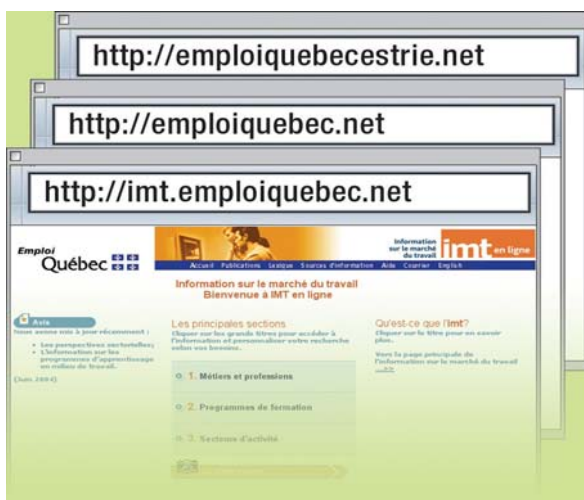 http://emploiquebecestrie.net
http://emploiquebec.net
http://imt.emploiquebec.net
Emploi
Québec
Information
sur le marché
du travail
imt en ligne
Accueil Publications Lexique Sources d'information Aide Courrier English
Information sur le marché du travail
Bienvenue à IMT en ligne
Avis
Nous avons mis à jour récemment :
• Les perspectives sectorielles;
• L'information sur les
programmes d'apprentissage
en milieu de travail.
(Juin 2004)
Les principales sections
Cliquer sur les grands titres pour accéder à
l'information et personnaliser votre recherche
selon vos besoins.
1. Métiers et professions
2. Programmes de formation
3. Secteurs d'activité
Qu'est-ce que l'imt?
Cliquer sur le titre pour en savoir
plus.
Vers la page principale de
l'information sur le marché du travail
...>>